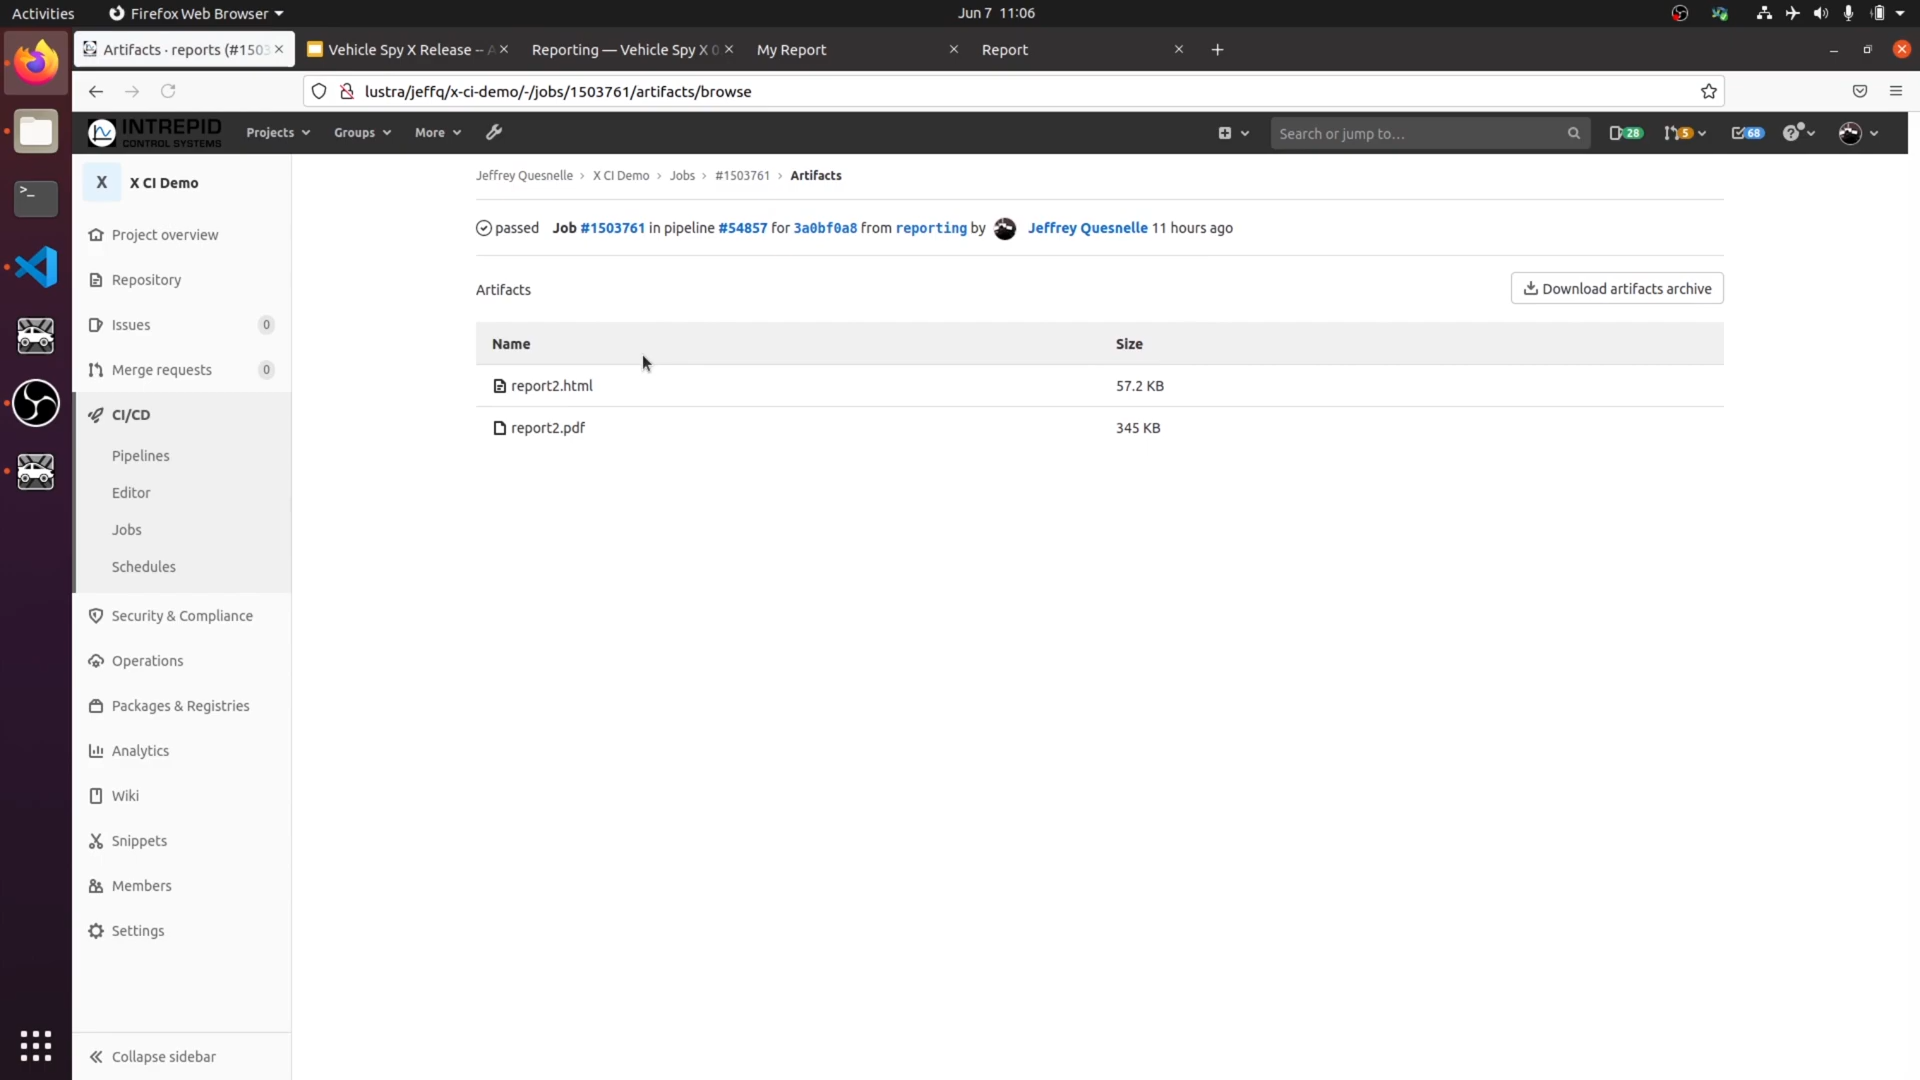 Activities Firefox Web Browser Jun 7 11:06
Artifacts · reports (#1503 Vehicle Spy X Release -- A Reporting — Vehicle Spy X 0 My Report Report
lustra/jeffq/x-ci-demo/-/jobs/1503761/artifacts/browse
INTREPID
CONTROL SYSTEMS
Projects Groups More Search or jump to... 28 5 68
X X CI Demo
Project overview
Repository
Issues 0
Merge requests 0
CI/CD
Pipelines
Editor
Jobs
Schedules
Security & Compliance
Operations
Packages & Registries
Analytics
Wiki
Snippets
Members
Settings
Collapse sidebar
Jeffrey Quesnelle › X CI Demo › Jobs › #1503761 › Artifacts
passed Job #1503761 in pipeline #54857 for 3a0bf0a8 from reporting by Jeffrey Quesnelle 11 hours ago
Artifacts Download artifacts archive
Name Size
report2.html 57.2 KB
report2.pdf 345 KB